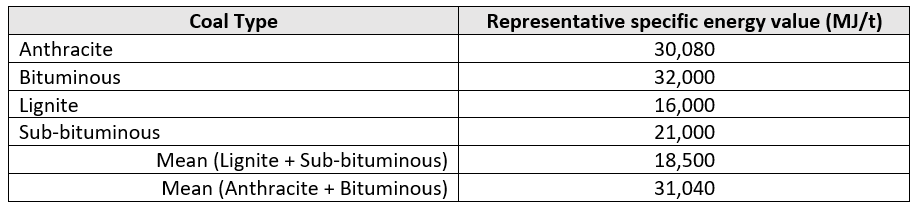 Coal Type Representative specific energy value (MJ/t)
Anthracite 30,080
Bituminous 32,000
Lignite 16,000
Sub-bituminous 21,000
Mean (Lignite + Sub-bituminous) 18,500
Mean (Anthracite + Bituminous) 31,040